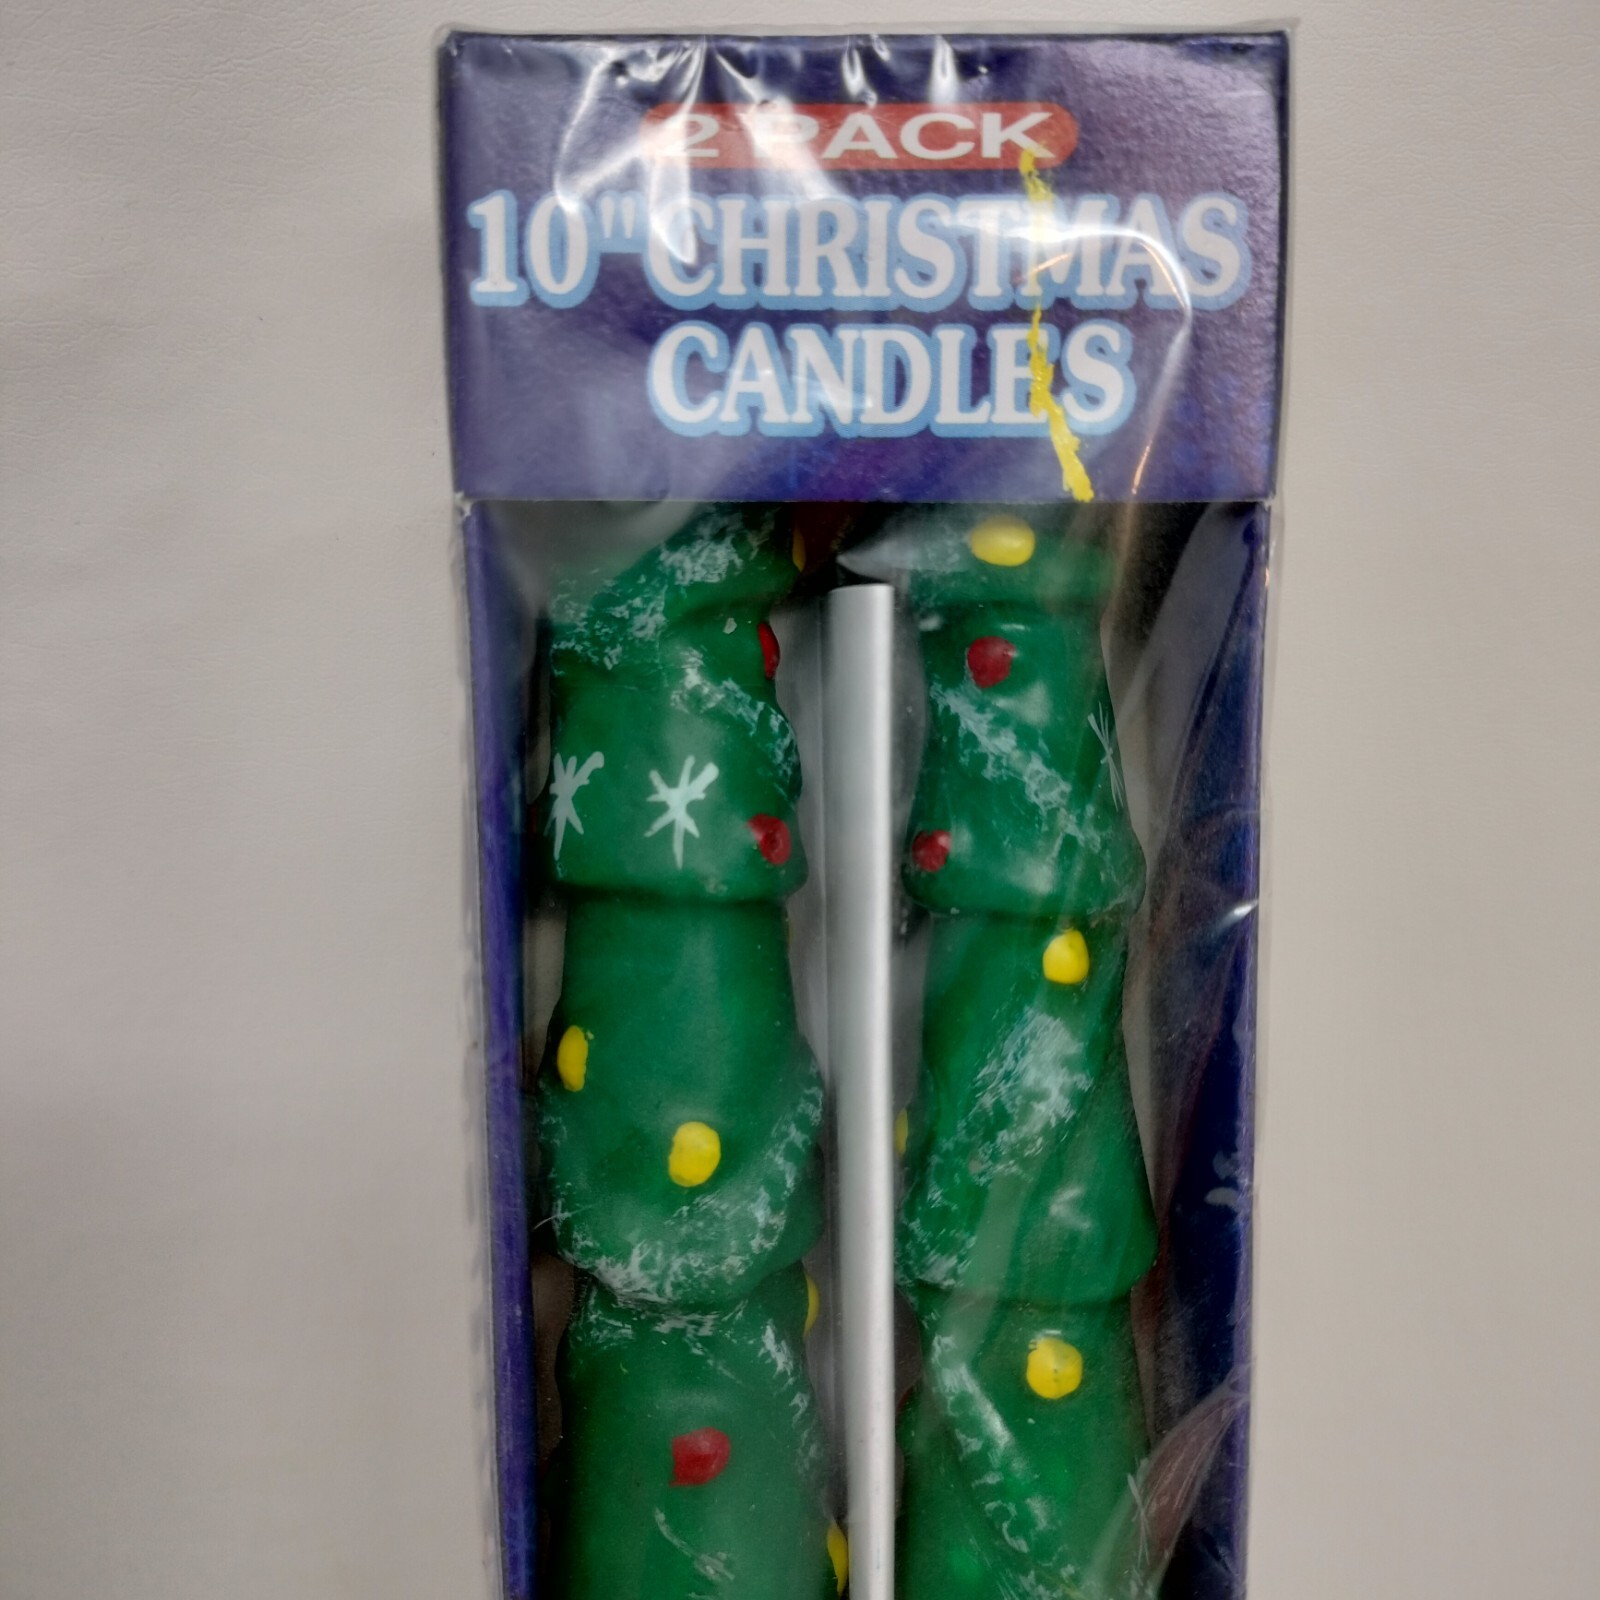 2 PACK
10" CHRISTMAS
CANDLES